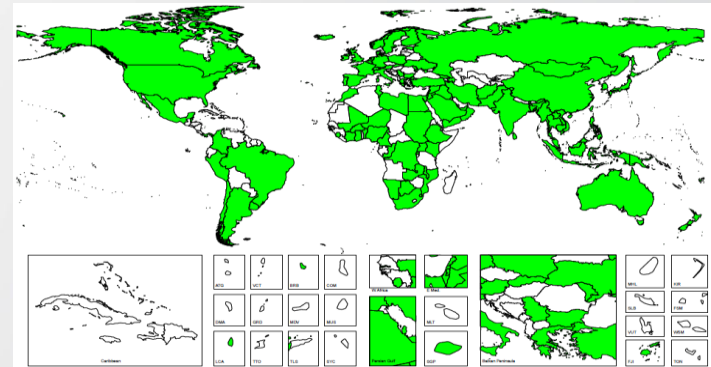 ATG
VCT
BRB
COM
W Africa
E Med
MHL
KIR
DMA
GRD
MUS
MLT
SLB
FSM
VUT
WSM
Caribbean
LCA
TTO
TLS
SYC
Persian Gulf
SGP
Balkan Peninsula
FJI
TON